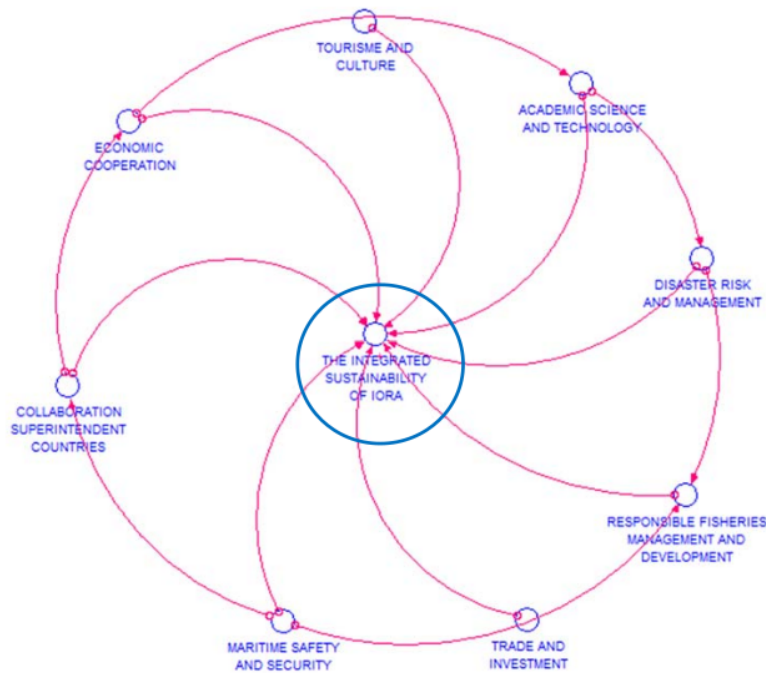 TOURISME AND
CULTURE
ACADEMIC SCIENCE
AND TECHNOLOGY
ECONOMIC
COOPERATION
DISASTER RISK
AND MANAGEMENT
THE INTEGRATED
SUSTAINABILITY
OF IORA
COLLABORATION
SUPERINTENDENT
COUNTRIES
RESPONSIBLE FISHERIES
MANAGEMENT AND
DEVELOPMENT
MARITIME SAFETY
AND SECURITY
TRADE AND
INVESTMENT